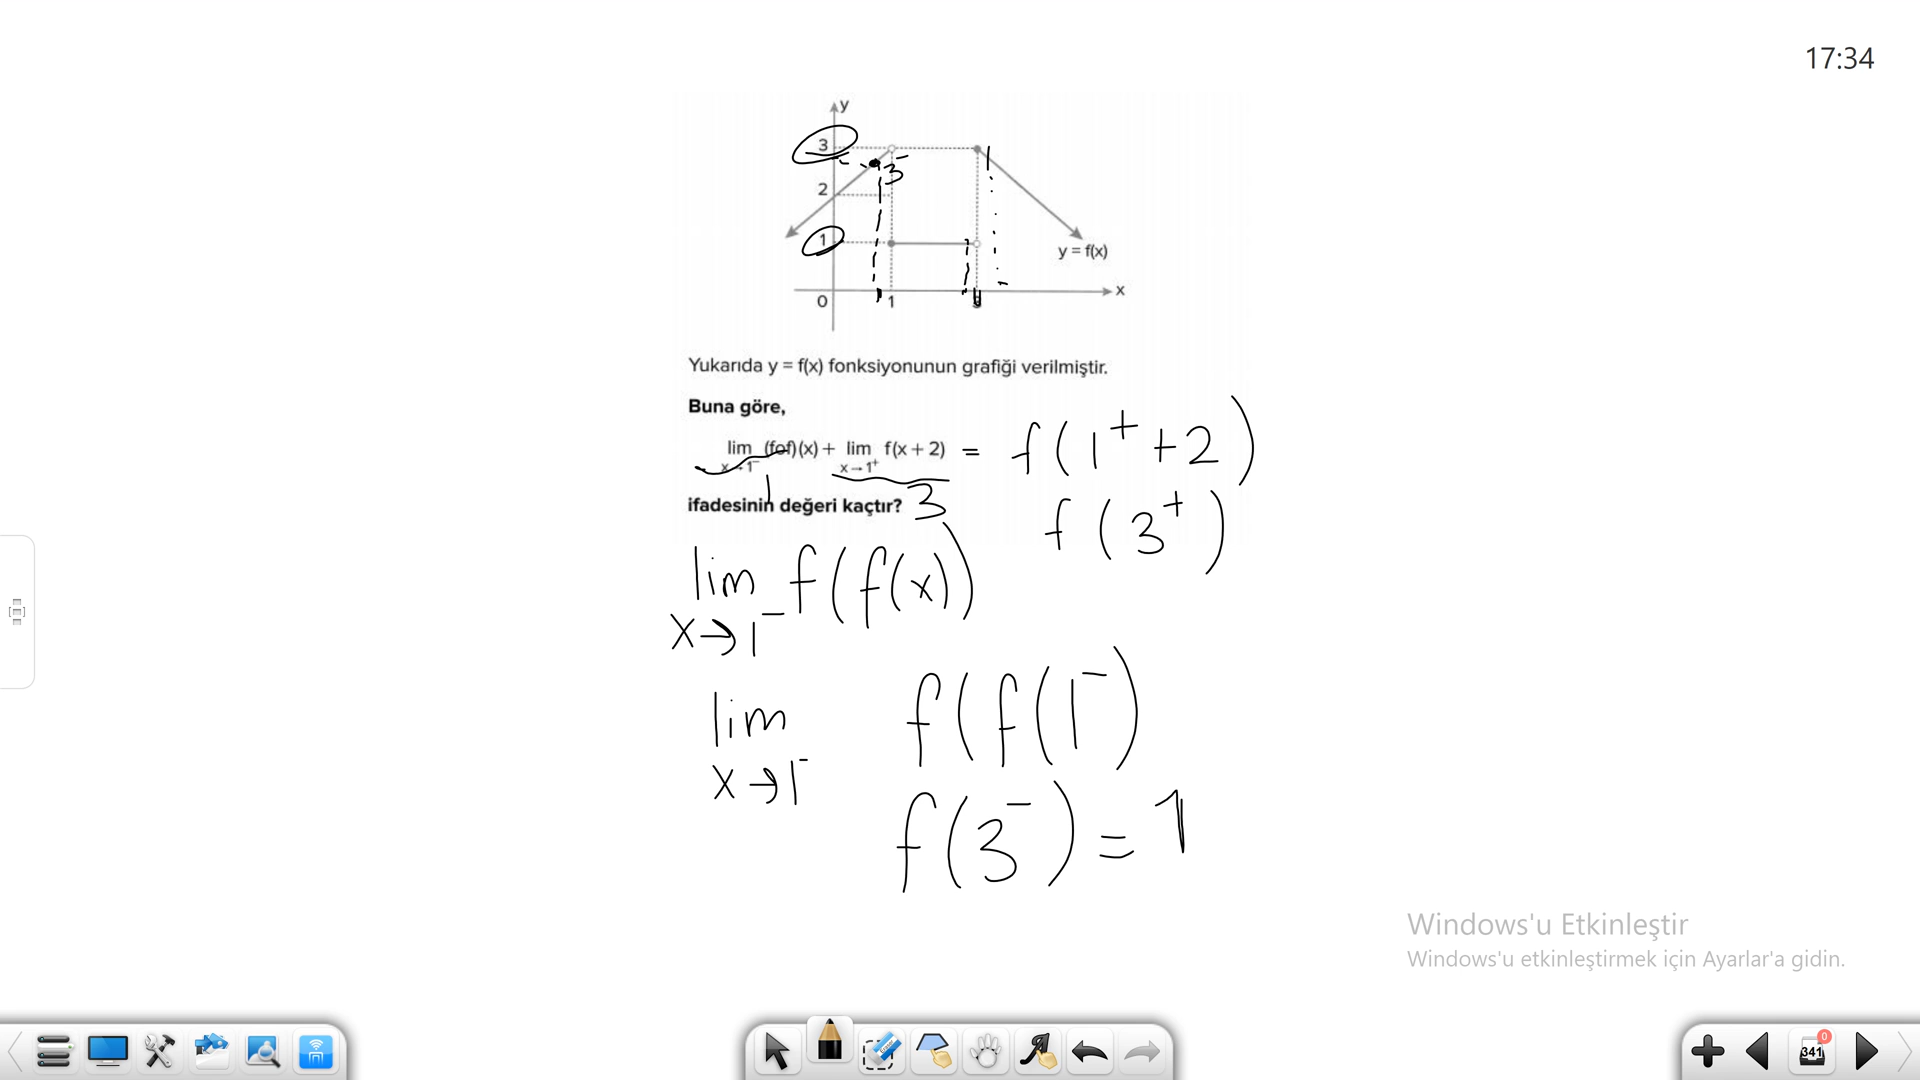 17:34
y
3
3⁻
2
1
y = f(x)
0
1
x
Yukarıda y = f(x) fonksiyonunun grafiği verilmiştir.
Buna göre,
lim (fof)(x) + lim f(x + 2) = f(1⁺ + 2)
x→1⁻ x→1⁺
1
ifadesinin değeri kaçtır? 3
f(3⁺)
lim f(f(x))
x→1⁻
lim f(f(1⁻)
x→1⁻
f(3⁻) = 1
Windows'u Etkinleştir
Windows'u etkinleştirmek için Ayarlar'a gidin.
0
341